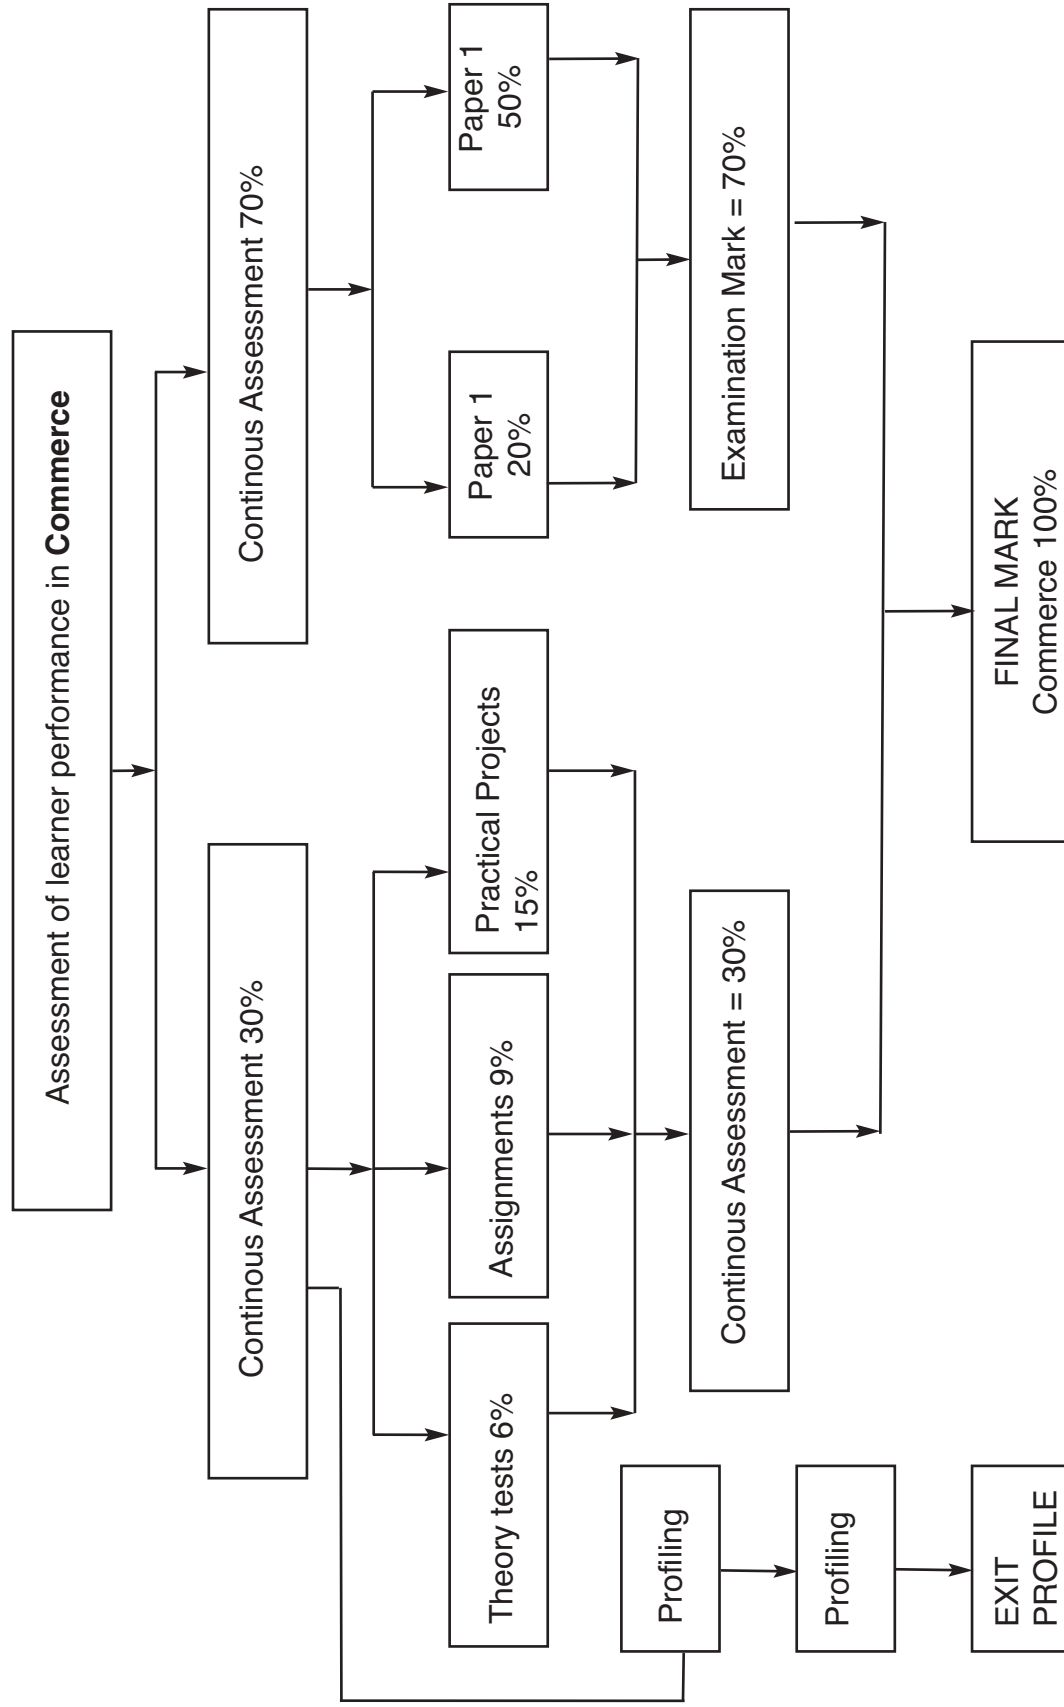 Assessment of learner performance in Commerce
Continous Assessment 30%
Continous Assessment 70%
Theory tests 6%
Assignments 9%
Practical Projects
15%
Paper 1
20%
Paper 1
50%
Profiling
Continous Assessment = 30%
Examination Mark = 70%
Profiling
EXIT
PROFILE
FINAL MARK
Commerce 100%